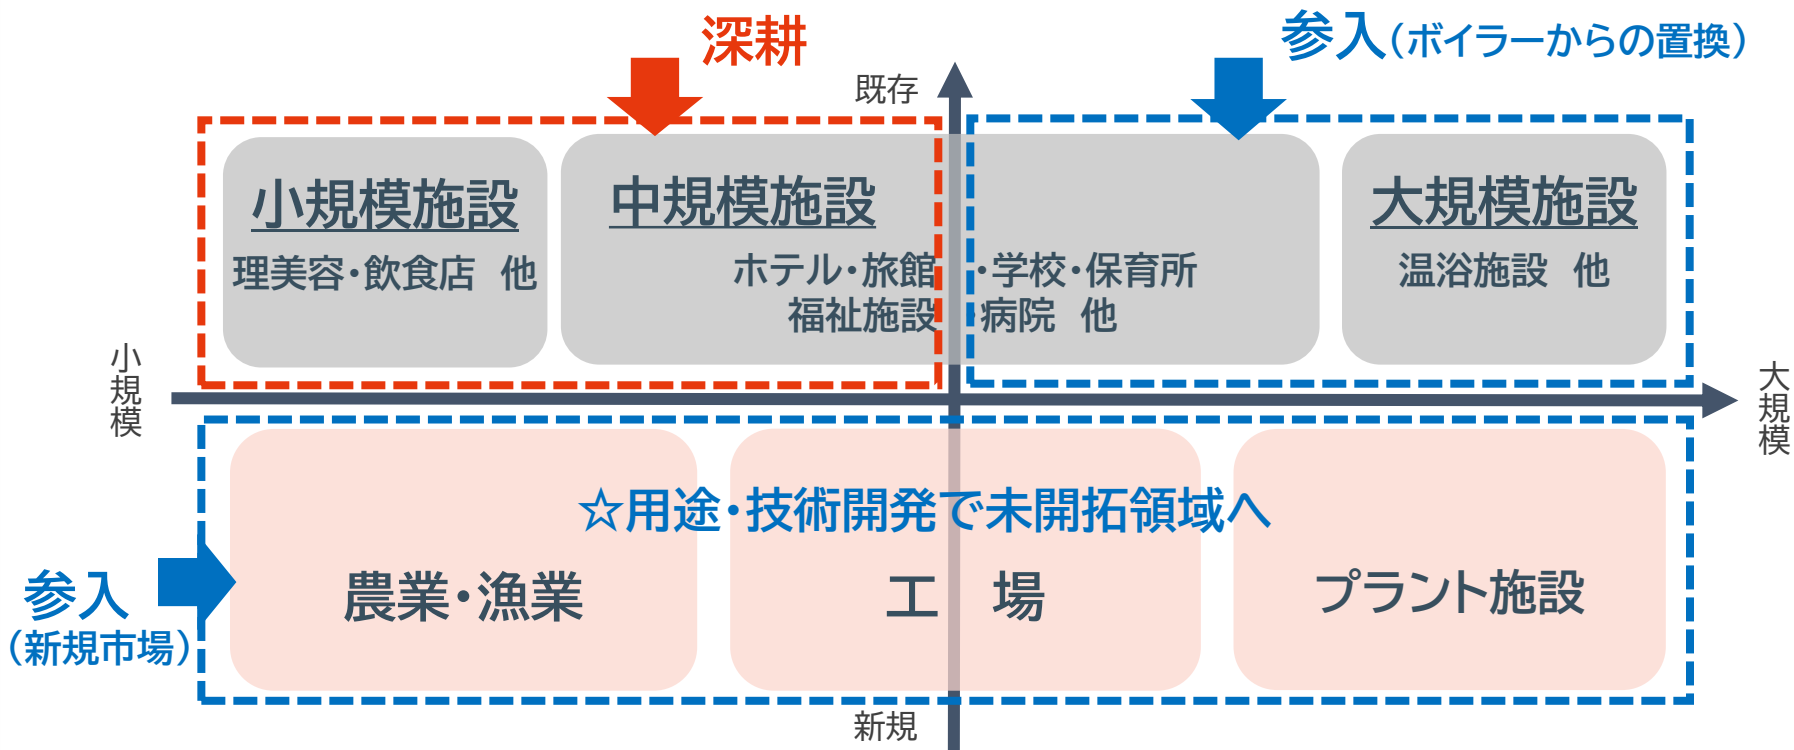 深耕
参入(ボイラーからの置換)
既存
小規模施設
理美容・飲食店 他
中規模施設
ホテル・旅館 ・学校・保育所
福祉施設 ・病院 他
大規模施設
温浴施設 他
小規模
大規模
☆用途・技術開発で未開拓領域へ
参入
(新規市場)
農業・漁業
工 場
プラント施設
新規